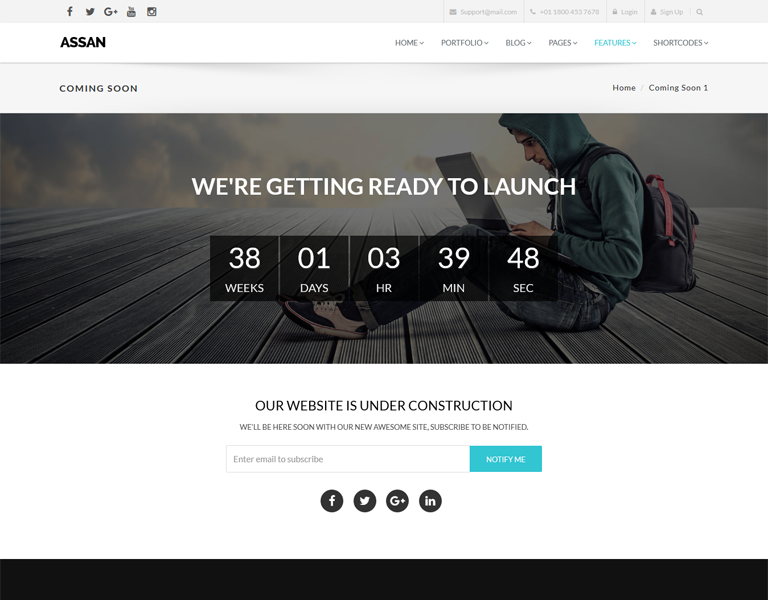 Support@mail.com +01 1800 453 7678 Login Sign Up
ASSAN HOME PORTFOLIO BLOG PAGES FEATURES SHORTCODES
COMING SOON Home / Coming Soon 1
WE'RE GETTING READY TO LAUNCH
38 01 03 39 48
WEEKS DAYS HR MIN SEC
OUR WEBSITE IS UNDER CONSTRUCTION
WE'LL BE HERE SOON WITH OUR NEW AWESOME SITE, SUBSCRIBE TO BE NOTIFIED.
Enter email to subscribe NOTIFY ME